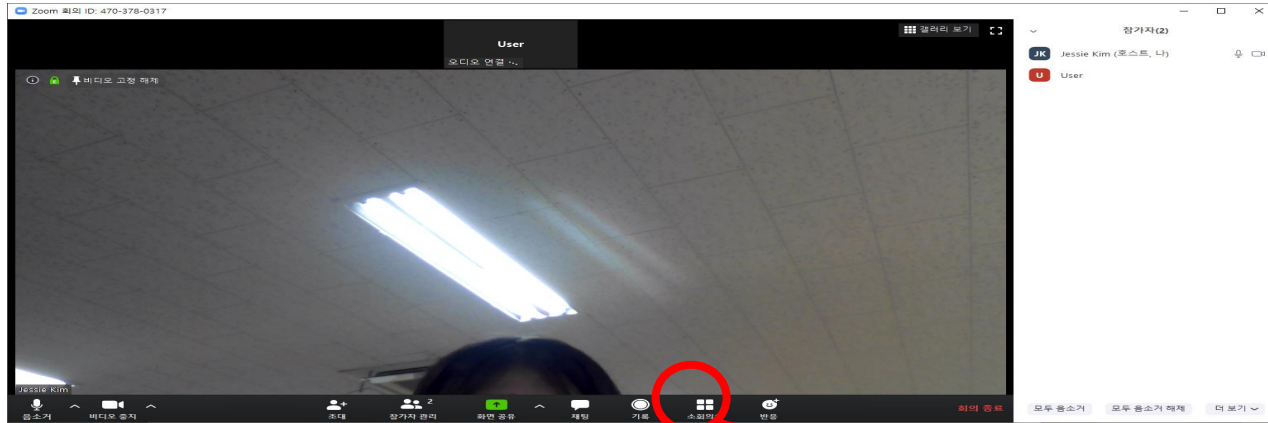 Zoom 회의 ID: 470-378-0317
갤러리 보기
User
오디오 연결 ·.
비디오 고정 해제
Jessie Kim
음소거
비디오 중지
초대
참가자 관리
2
화면 공유
채팅
기록
소회의
반응
회의 종료
참가자(2)
JK Jessie Kim (호스트, 나)
U User
모두 음소거 모두 음소거 해제 더 보기